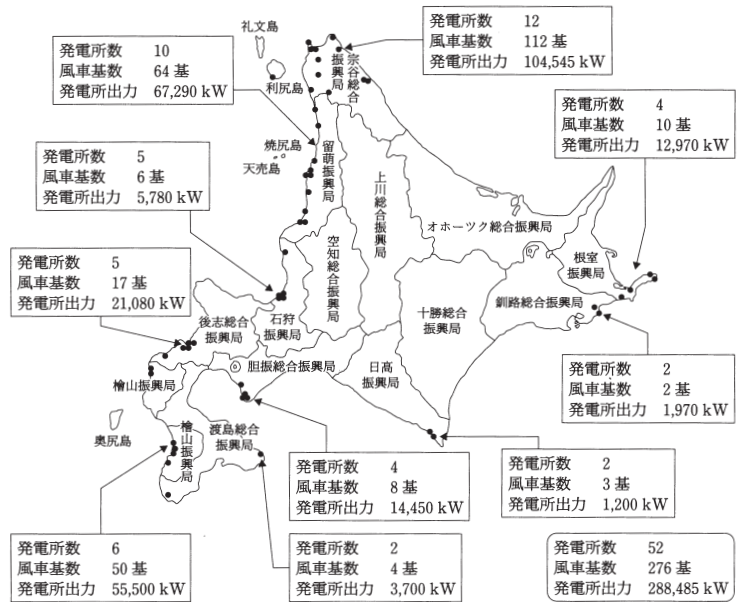 礼文島
利尻島
発電所数 12
風車基数 112 基
発電所出力 104,545 kW
宗谷総合
振興局
発電所数 10
風車基数 64 基
発電所出力 67,290 kW
発電所数 4
風車基数 10 基
発電所出力 12,970 kW
焼尻島
天売島
留萌振興局
上川総合振興局
発電所数 5
風車基数 6 基
発電所出力 5,780 kW
オホーツク総合振興局
空知総合振興局
根室
振興局
発電所数 5
風車基数 17 基
発電所出力 21,080 kW
後志総合
振興局
石狩
振興局
十勝総合
振興局
釧路総合振興局
胆振総合振興局
日高
振興局
檜山振興局
発電所数 2
風車基数 2 基
発電所出力 1,970 kW
奥尻島
檜山振興局
渡島総合
振興局
発電所数 4
風車基数 8 基
発電所出力 14,450 kW
発電所数 2
風車基数 3 基
発電所出力 1,200 kW
発電所数 6
風車基数 50 基
発電所出力 55,500 kW
発電所数 2
風車基数 4 基
発電所出力 3,700 kW
発電所数 52
風車基数 276 基
発電所出力 288,485 kW